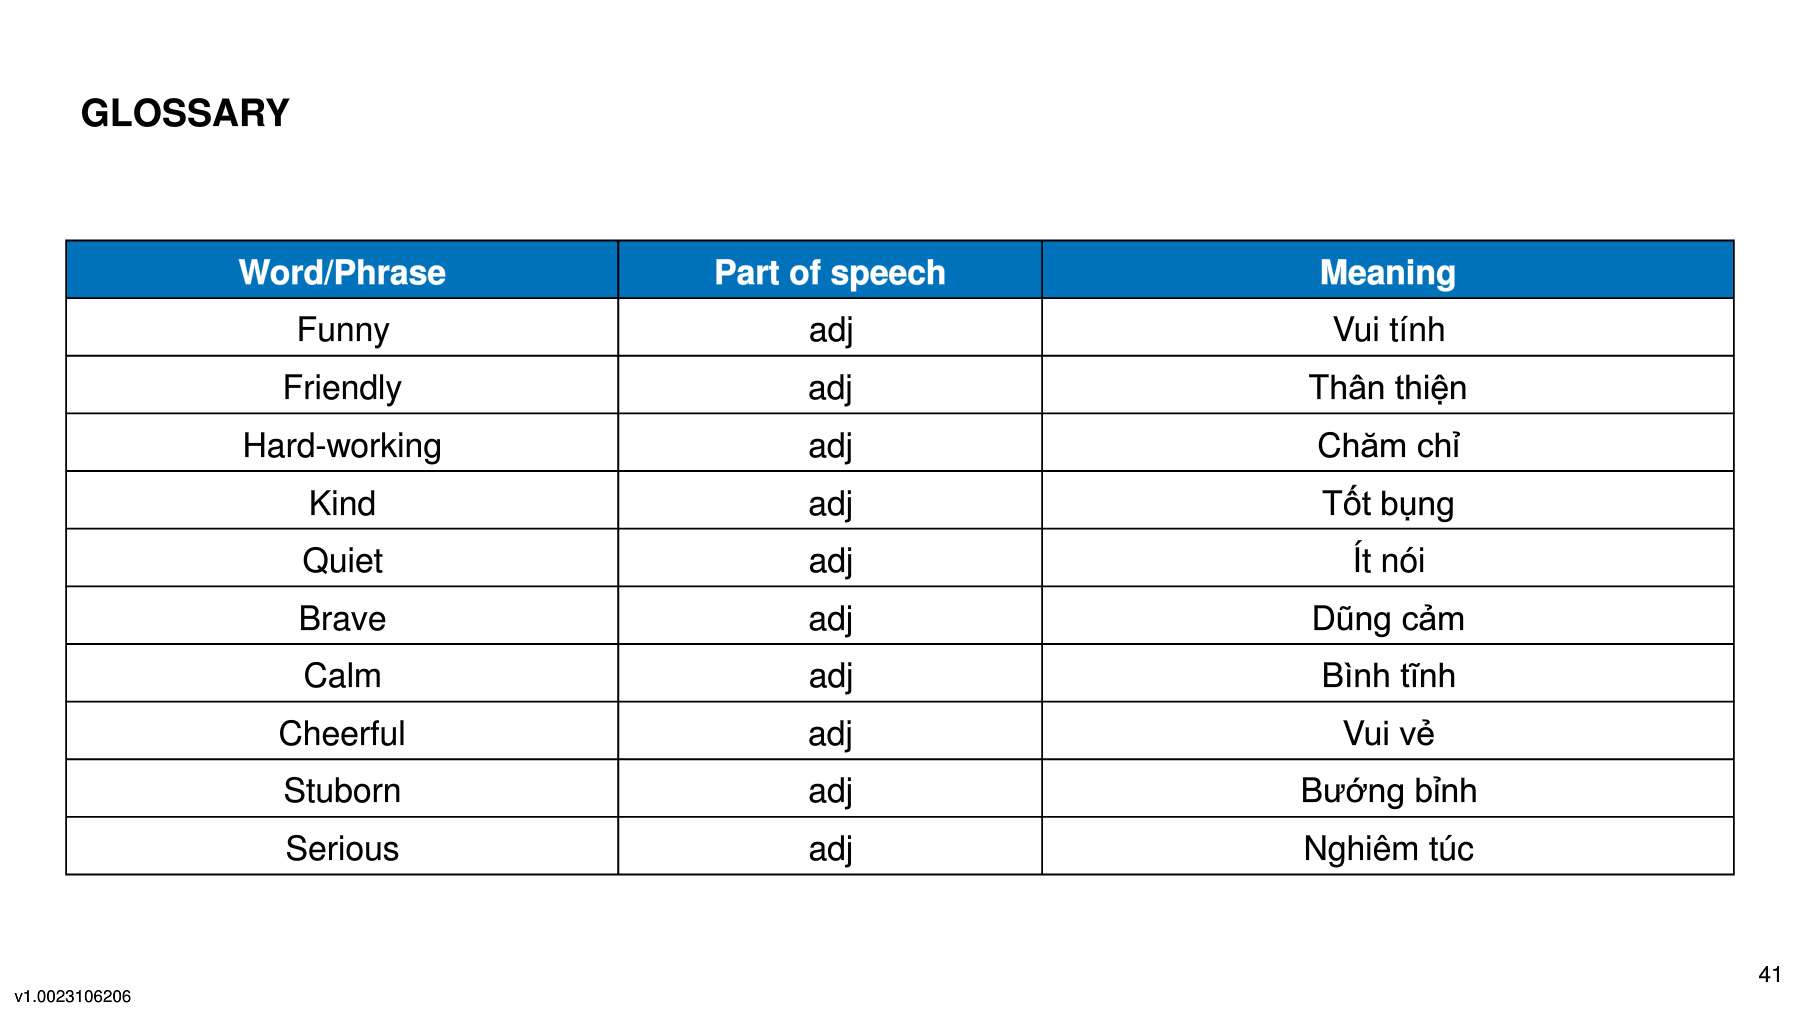 GLOSSARY
Word/Phrase Part of speech Meaning
Funny adj Vui tính
Friendly adj Thân thiện
Hard-working adj Chăm chỉ
Kind adj Tốt bụng
Quiet adj Ít nói
Brave adj Dũng cảm
Calm adj Bình tĩnh
Cheerful adj Vui vẻ
Stuborn adj Bướng bỉnh
Serious adj Nghiêm túc
41
v1.0023106206